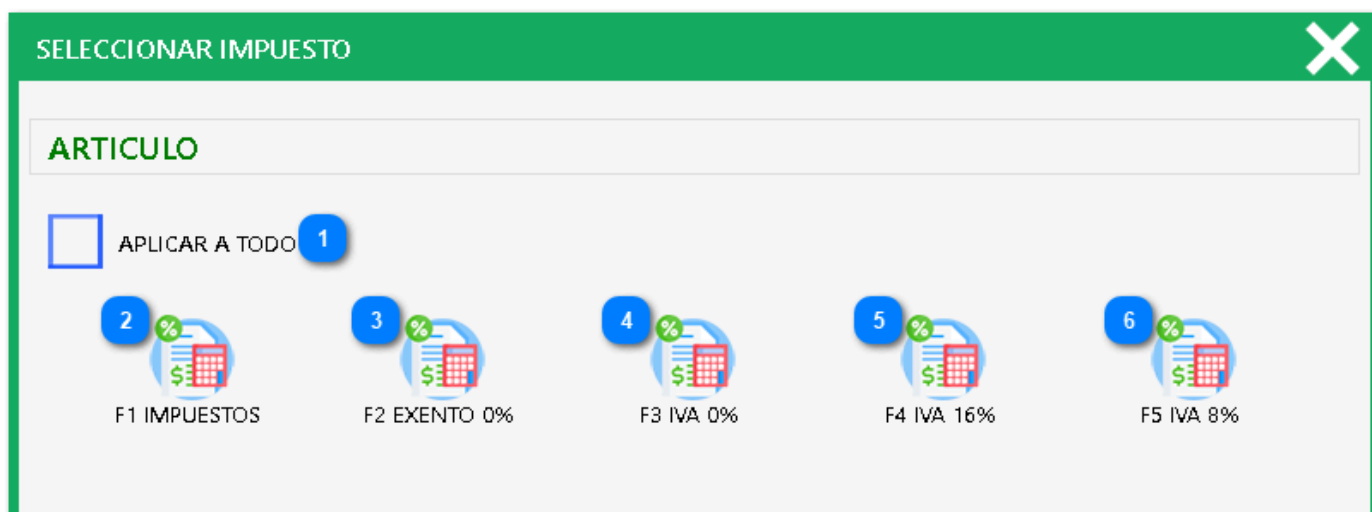 SELECCIONAR IMPUESTO
ARTICULO
APLICAR A TODO 1
2 3 4 5 6
F1 IMPUESTOS F2 EXENTO 0% F3 IVA 0% F4 IVA 16% F5 IVA 8%